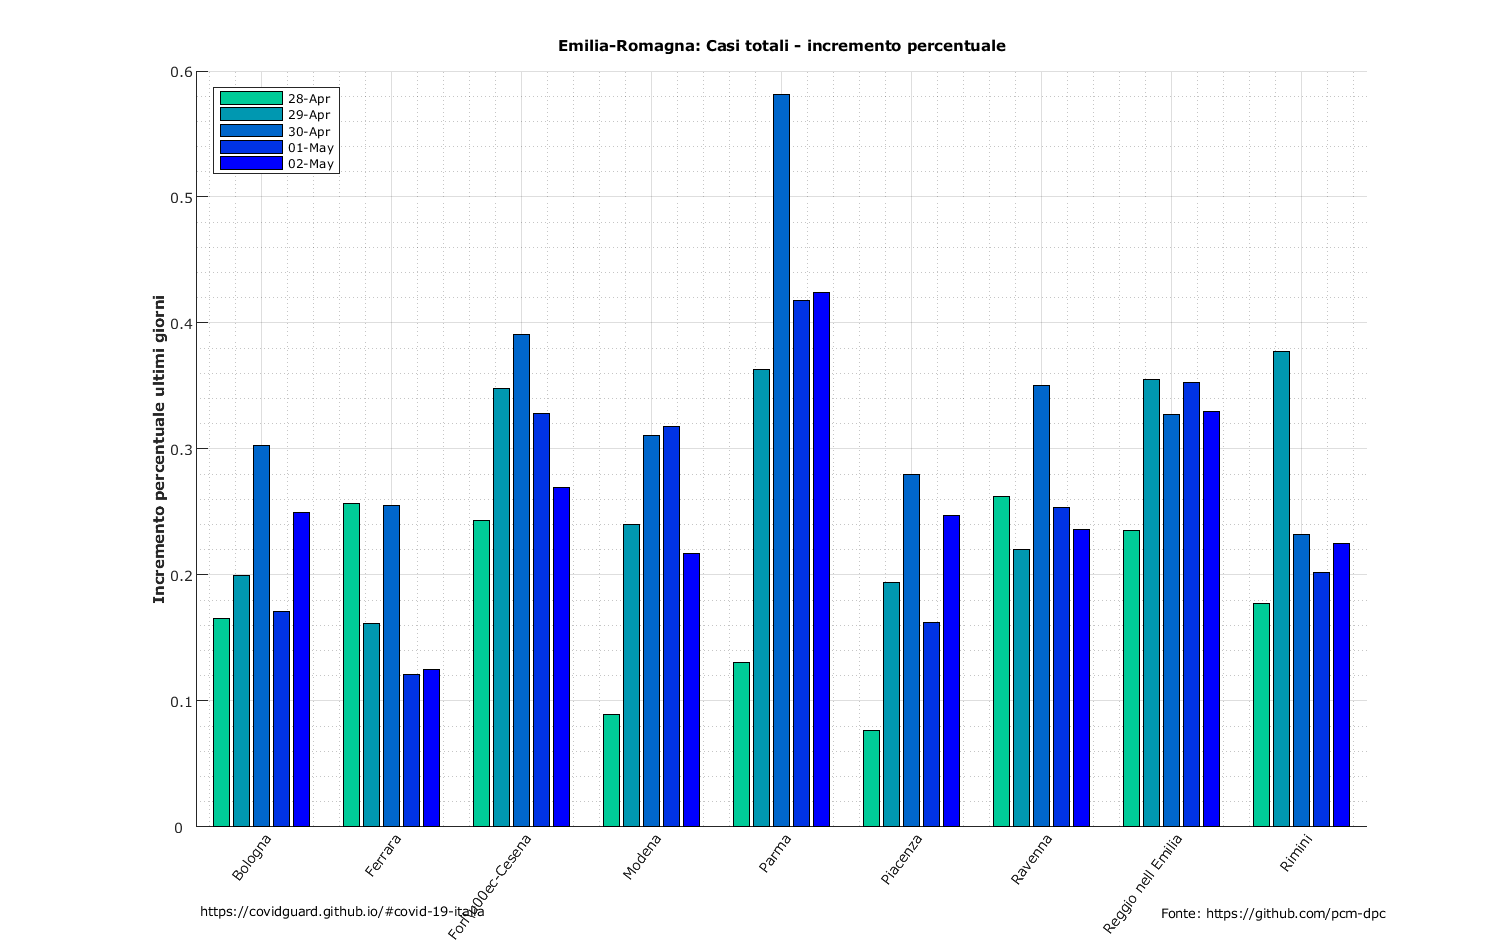 Emilia-Romagna: Casi totali - incremento percentuale
Incremento percentuale ultimi giorni
0.6
0.5
0.4
0.3
0.2
0.1
0
28-Apr
29-Apr
30-Apr
01-May
02-May
Bologna
Ferrara
Modena
Parma
Piacenza
Ravenna
Reggio nell Emilia
Rimini
https://covidguard.github.io/#covid-19-italia
Fonte: https://github.com/pcm-dpc